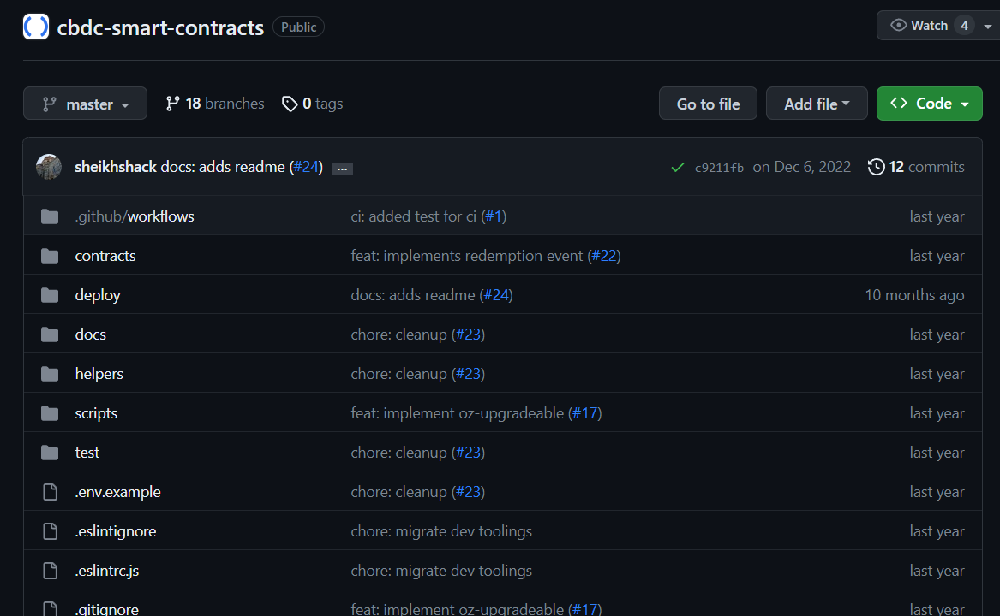 cbdc-smart-contracts Public Watch 4
master 18 branches 0 tags Go to file Add file Code
sheikhshack docs: adds readme (#24) ... c9211fb on Dec 6, 2022 12 commits
.github/workflows ci: added test for ci (#1) last year
contracts feat: implements redemption event (#22) last year
deploy docs: adds readme (#24) 10 months ago
docs chore: cleanup (#23) last year
helpers chore: cleanup (#23) last year
scripts feat: implement oz-upgradeable (#17) last year
test chore: cleanup (#23) last year
.env.example chore: cleanup (#23) last year
.eslintignore chore: migrate dev toolings last year
.eslintrc.js chore: migrate dev toolings last year
.gitignore feat: implement oz-upgradeable (#17) last year